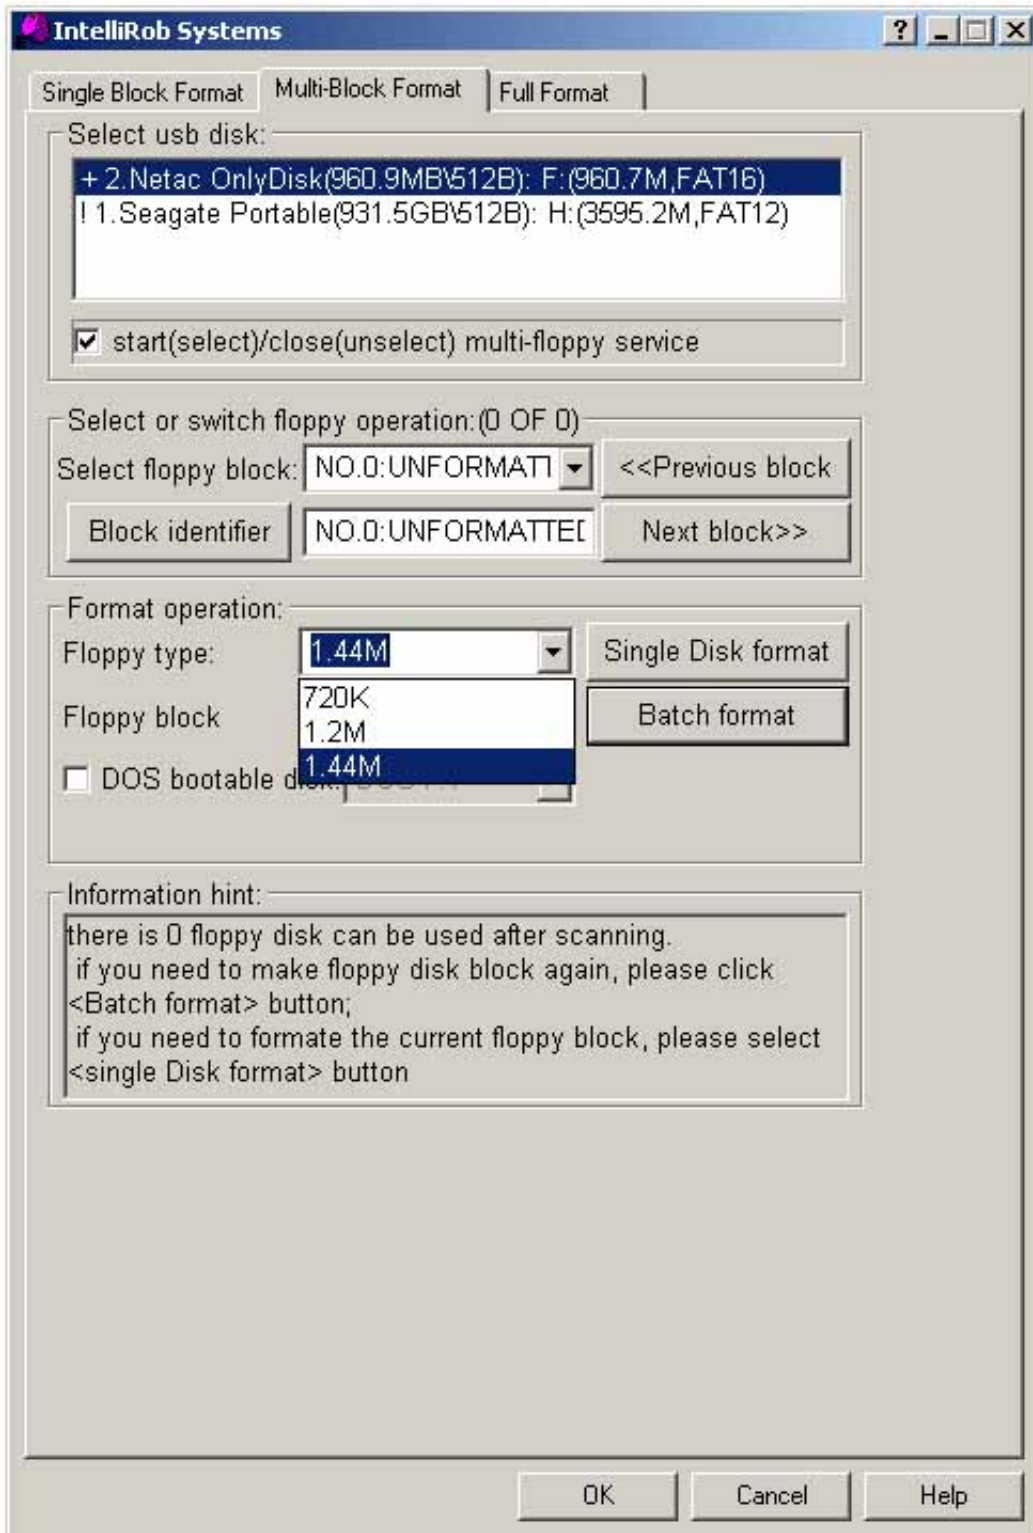 IntelliRob Systems
Single Block Format Multi-Block Format Full Format
Select usb disk:
+ 2.Netac OnlyDisk(960.9MB\512B): F:(960.7M,FAT16)
! 1.Seagate Portable(931.5GB\512B): H:(3595.2M,FAT12)
start(select)/close(unselect) multi-floppy service
Select or switch floppy operation:(0 OF 0)
Select floppy block: NO.0:UNFORMATT <<Previous block
Block identifier NO.0:UNFORMATTED Next block>>
Format operation:
Floppy type: 1.44M Single Disk format
720K
Floppy block 1.2M Batch format
1.44M
DOS bootable disk:
Information hint:
there is 0 floppy disk can be used after scanning.
if you need to make floppy disk block again, please click
<Batch format> button;
if you need to formate the current floppy block, please select
<single Disk format> button
OK Cancel Help